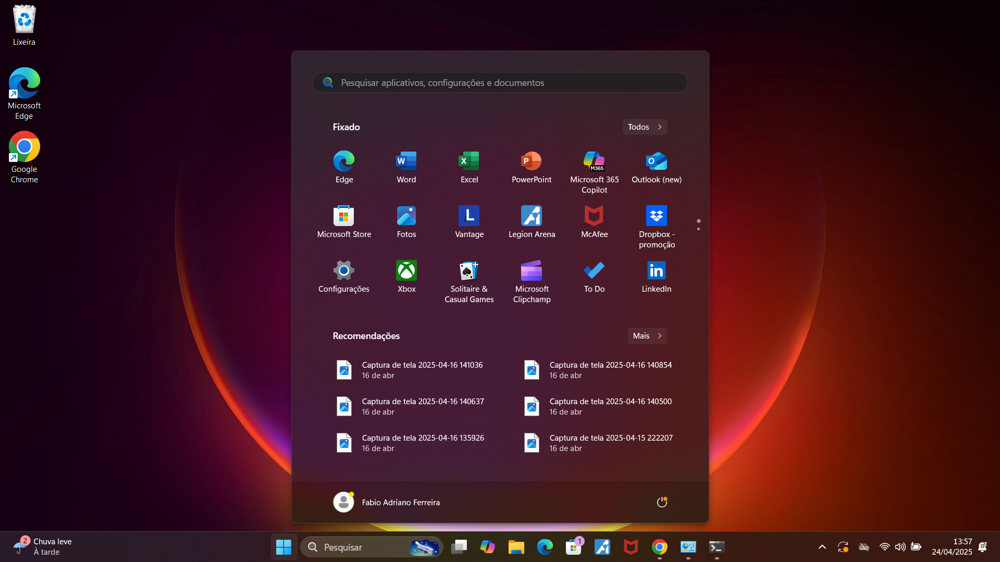 Lixeira
Microsoft
Edge
Google
Chrome
Pesquisar aplicativos, configurações e documentos
Fixado
Todos
Edge
Word
Excel
PowerPoint
M365
Microsoft 365
Copilot
Outlook (new)
Microsoft Store
Fotos
Vantage
Legion Arena
McAfee
Dropbox -
promoção
Configurações
Xbox
Solitaire &
Casual Games
Microsoft
Clipchamp
To Do
LinkedIn
Recomendações
Mais
Captura de tela 2025-04-16 141036
16 de abr
Captura de tela 2025-04-16 140854
16 de abr
Captura de tela 2025-04-16 140637
16 de abr
Captura de tela 2025-04-16 140500
16 de abr
Captura de tela 2025-04-16 135926
16 de abr
Captura de tela 2025-04-15 222207
16 de abr
Fabio Adriano Ferreira
2
Chuva leve
À tarde
Pesquisar
1
13:57
24/04/2025